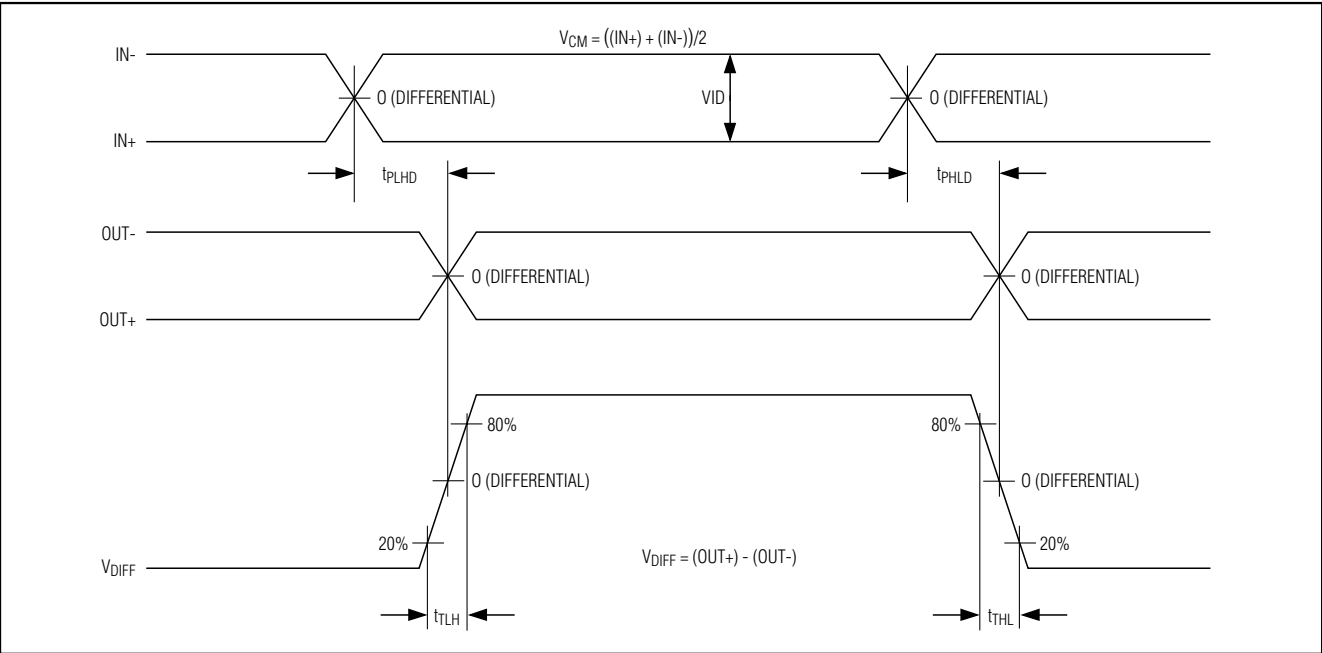 V_CM = ((IN+) + (IN-))/2
IN-
0 (DIFFERENTIAL)
VID
0 (DIFFERENTIAL)
IN+
t_PLHD
t_PHLD
OUT-
0 (DIFFERENTIAL)
0 (DIFFERENTIAL)
OUT+
80%
80%
0 (DIFFERENTIAL)
0 (DIFFERENTIAL)
20%
20%
V_DIFF = (OUT+) - (OUT-)
V_DIFF
t_TLH
t_THL